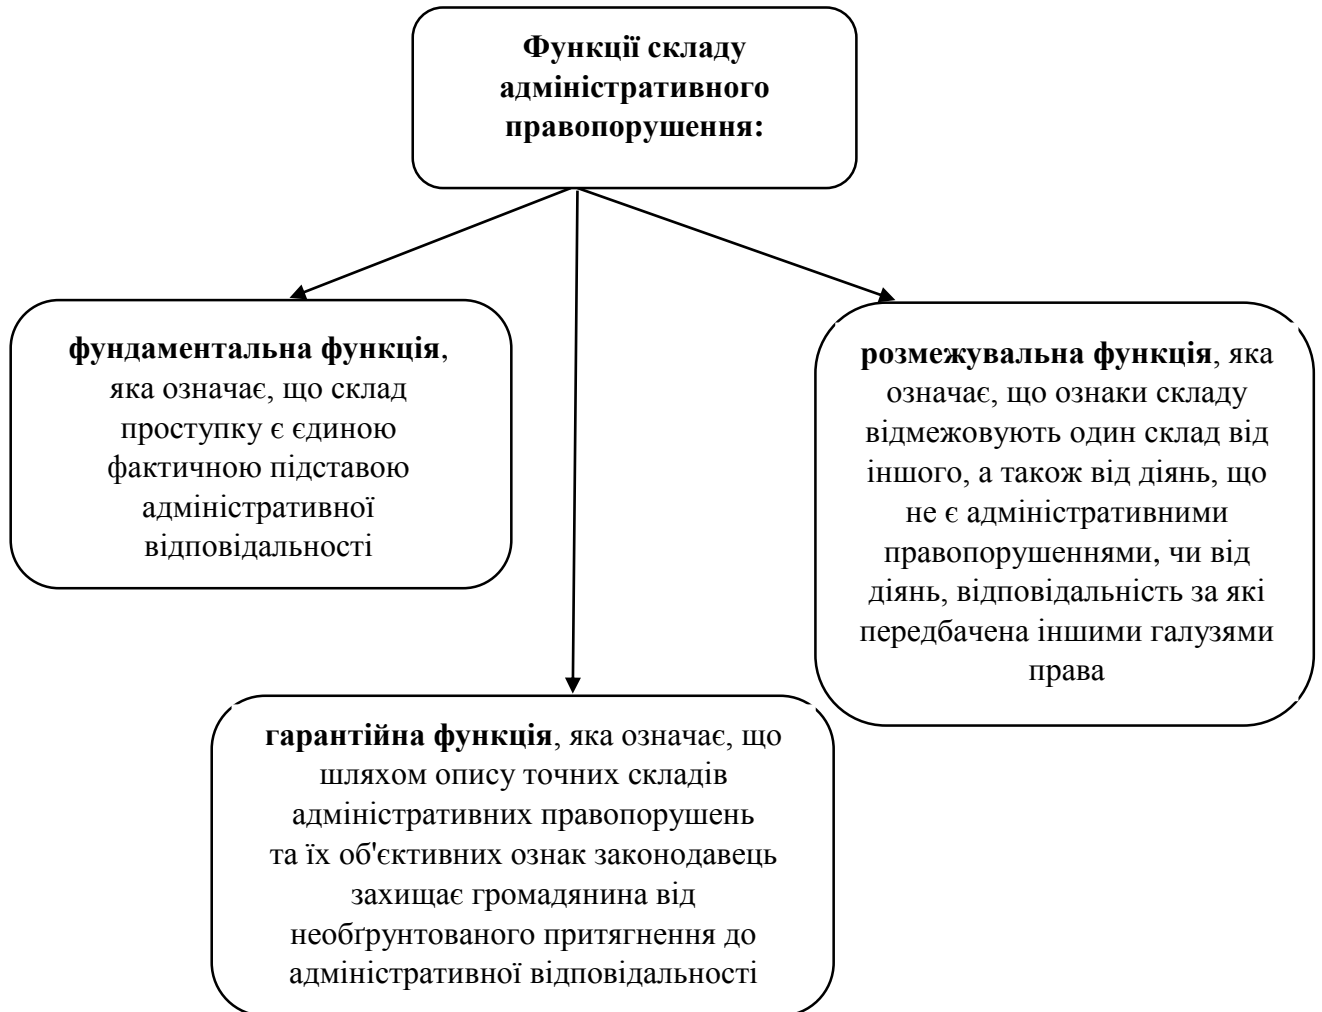 Функції складу
адміністративного
правопорушення:
фундаментальна функція,
яка означає, що склад
проступку є єдиною
фактичною підставою
адміністративної
відповідальності
розмежувальна функція, яка
означає, що ознаки складу
відмежовують один склад від
іншого, а також від діянь, що
не є адміністративними
правопорушеннями, чи від
діянь, відповідальність за які
передбачена іншими галузями
права
гарантійна функція, яка означає, що
шляхом опису точних складів
адміністративних правопорушень
та їх об'єктивних ознак законодавець
захищає громадянина від
необґрунтованого притягнення до
адміністративної відповідальності